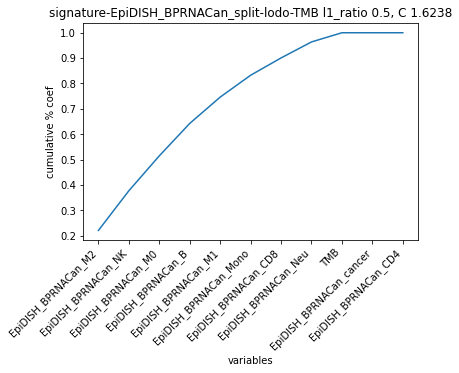 signature-EpiDISH_BPRNACan_split-lodo-TMB l1_ratio 0.5, C 1.6238
1.0
0.9
0.8
0.7
0.6
0.5
0.4
0.3
0.2
cumulative % coef
EpiDISH_BPRNACan_M2
EpiDISH_BPRNACan_NK
EpiDISH_BPRNACan_M0
EpiDISH_BPRNACan_B
EpiDISH_BPRNACan_M1
EpiDISH_BPRNACan_Mono
EpiDISH_BPRNACan_CD8
EpiDISH_BPRNACan_Neu
TMB
EpiDISH_BPRNACan_cancer
EpiDISH_BPRNACan_CD4
variables